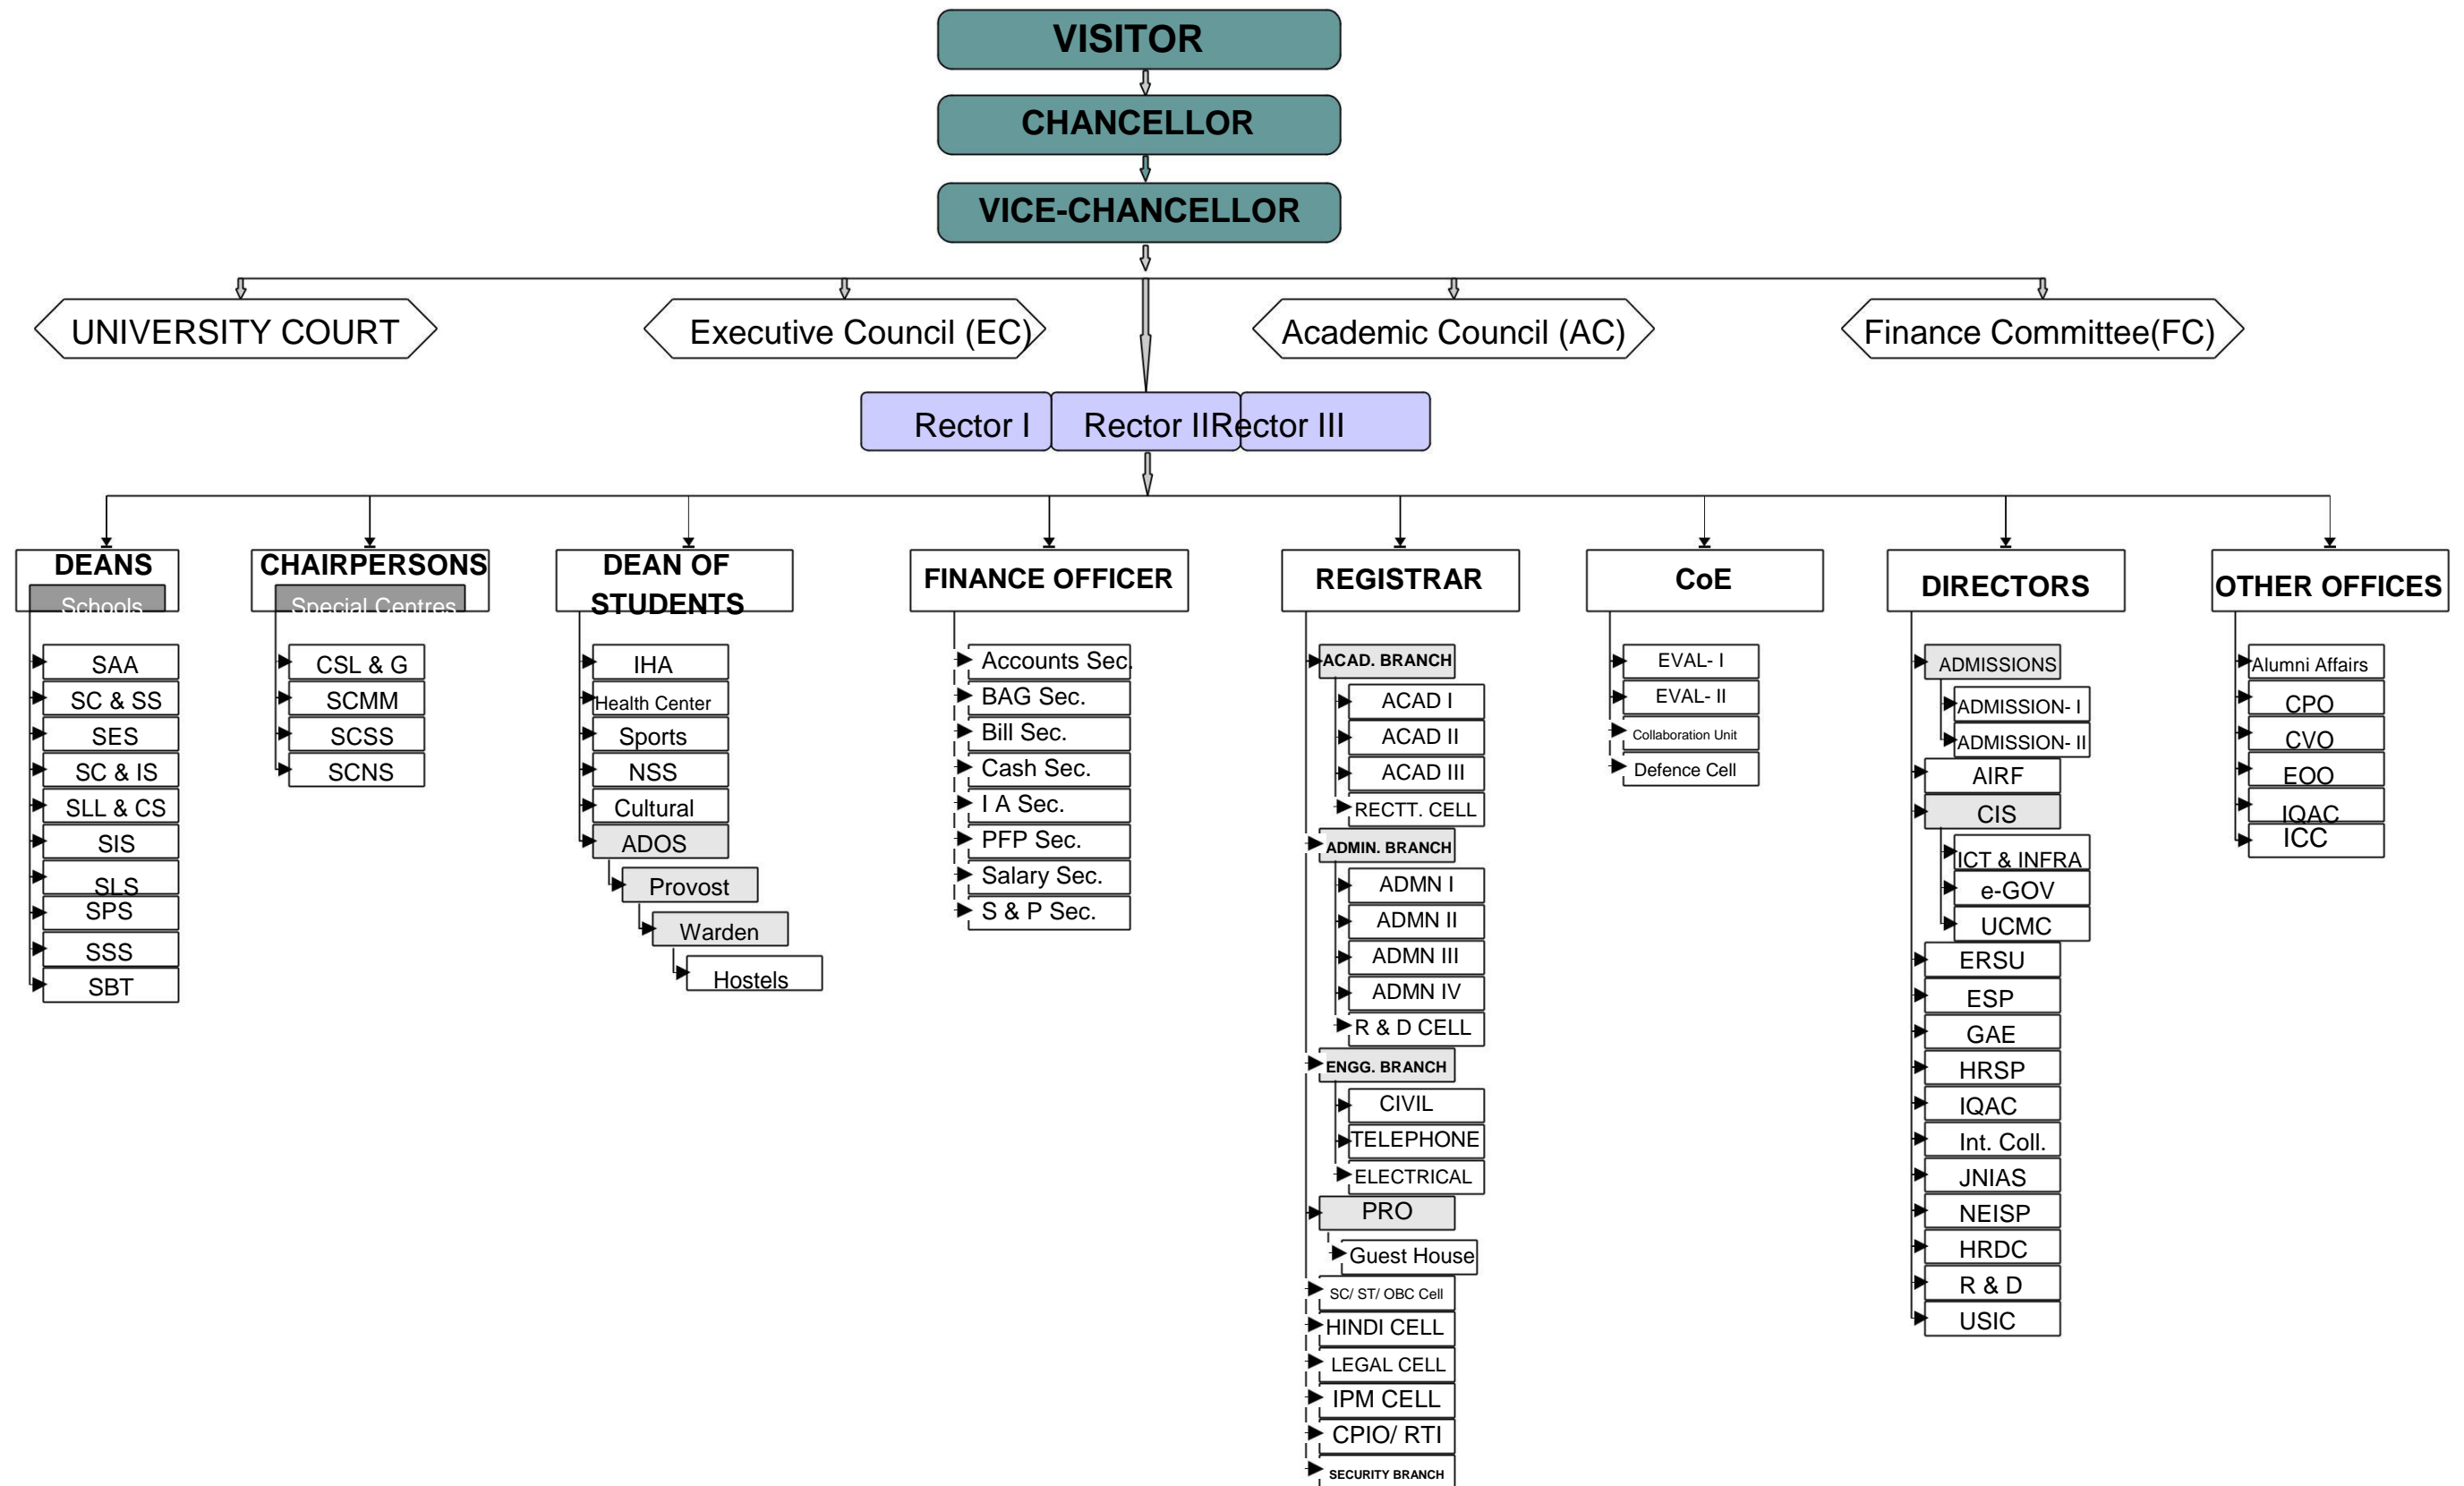 VISITOR
CHANCELLOR
VICE-CHANCELLOR
UNIVERSITY COURT
Executive Council (EC)
Academic Council (AC)
Finance Committee(FC)
Rector I
Rector II
Rector III
DEANS
Schools
SAA
SC & SS
SES
SC & IS
SLL & CS
SIS
SLS
SPS
SSS
SBT
CHAIRPERSONS
Special Centres
CSL & G
SCMM
SCSS
SCNS
DEAN OF
STUDENTS
IHA
Health Center
Sports
NSS
Cultural
ADOS
Provost
Warden
Hostels
FINANCE OFFICER
Accounts Sec.
BAG Sec.
Bill Sec.
Cash Sec.
I A Sec.
PFP Sec.
Salary Sec.
S & P Sec.
REGISTRAR
ACAD. BRANCH
ACAD I
ACAD II
ACAD III
RECTT. CELL
ADMIN. BRANCH
ADMN I
ADMN II
ADMN III
ADMN IV
R & D CELL
ENGG. BRANCH
CIVIL
TELEPHONE
ELECTRICAL
PRO
Guest House
SC/ ST/ OBC Cell
HINDI CELL
LEGAL CELL
IPM CELL
CPIO/ RTI
SECURITY BRANCH
CoE
EVAL- I
EVAL- II
Collaboration Unit
Defence Cell
DIRECTORS
ADMISSIONS
ADMISSION- I
ADMISSION- II
AIRF
CIS
ICT & INFRA
e-GOV
UCMC
ERSU
ESP
GAE
HRSP
IQAC
Int. Coll.
JNIAS
NEISP
HRDC
R & D
USIC
OTHER OFFICES
Alumni Affairs
CPO
CVO
EOO
IQAC
ICC